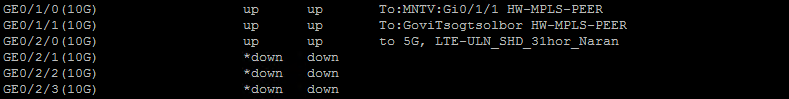 GE0/1/0(10G) up up To:MNTV:Gi0/1/1 HW-MPLS-PEER
GE0/1/1(10G) up up To:GoviTsogtsolbor HW-MPLS-PEER
GE0/2/0(10G) up up to 5G, LTE-ULN_SHD_31hor_Naran
GE0/2/1(10G) *down down
GE0/2/2(10G) *down down
GE0/2/3(10G) *down down